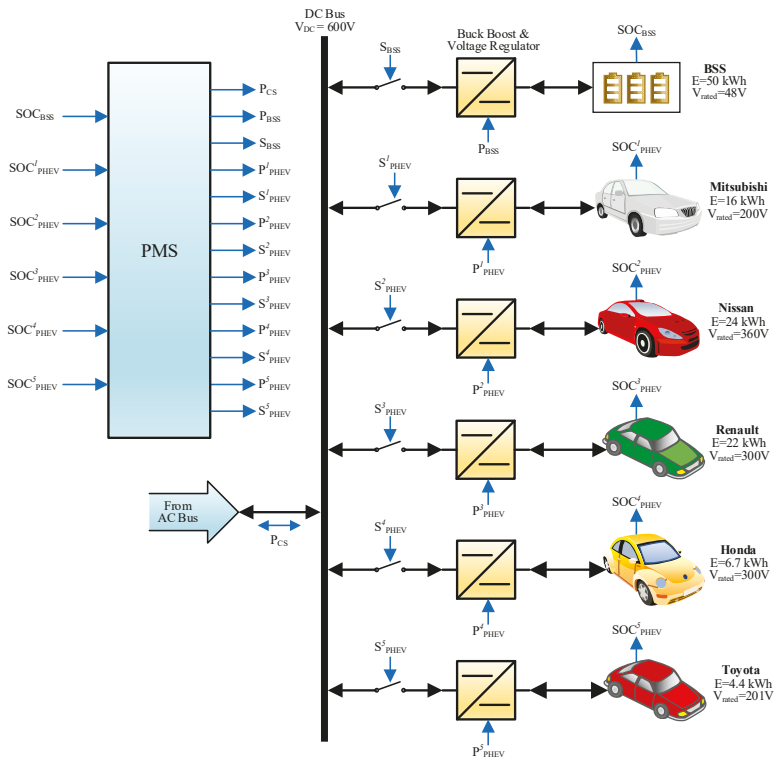 DC Bus
V_DC = 600V
PMS
SOC_BSS
SOC^1_PHEV
SOC^2_PHEV
SOC^3_PHEV
SOC^4_PHEV
SOC^5_PHEV
P_CS
P_BSS
S_BSS
P^1_PHEV
S^1_PHEV
P^2_PHEV
S^2_PHEV
P^3_PHEV
S^3_PHEV
P^4_PHEV
S^4_PHEV
P^5_PHEV
S^5_PHEV
From
AC Bus
P_CS
S_BSS
Buck Boost &
Voltage Regulator
P_BSS
SOC_BSS
BSS
E=50 kWh
V_rated=48V
S^1_PHEV
P^1_PHEV
SOC^1_PHEV
Mitsubishi
E=16 kWh
V_rated=200V
S^2_PHEV
P^2_PHEV
SOC^2_PHEV
Nissan
E=24 kWh
V_rated=360V
S^3_PHEV
P^3_PHEV
SOC^3_PHEV
Renault
E=22 kWh
V_rated=300V
S^4_PHEV
P^4_PHEV
SOC^4_PHEV
Honda
E=6.7 kWh
V_rated=300V
S^5_PHEV
P^5_PHEV
SOC^5_PHEV
Toyota
E=4.4 kWh
V_rated=201V